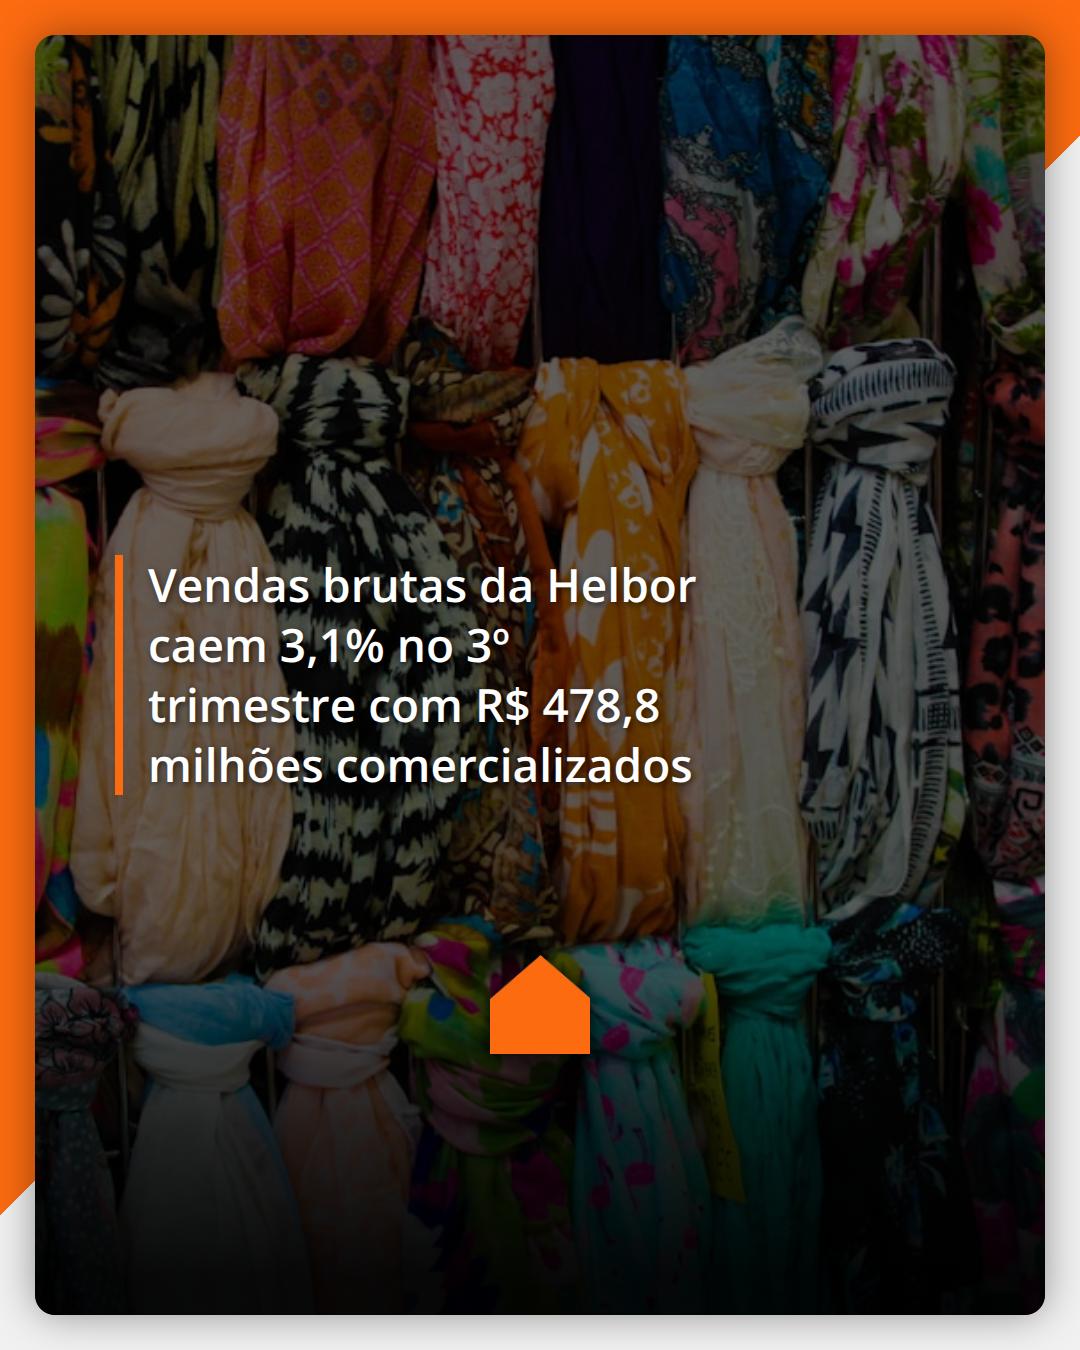 Vendas brutas da Helbor
caem 3,1% no 3º
trimestre com R$ 478,8
milhões comercializados